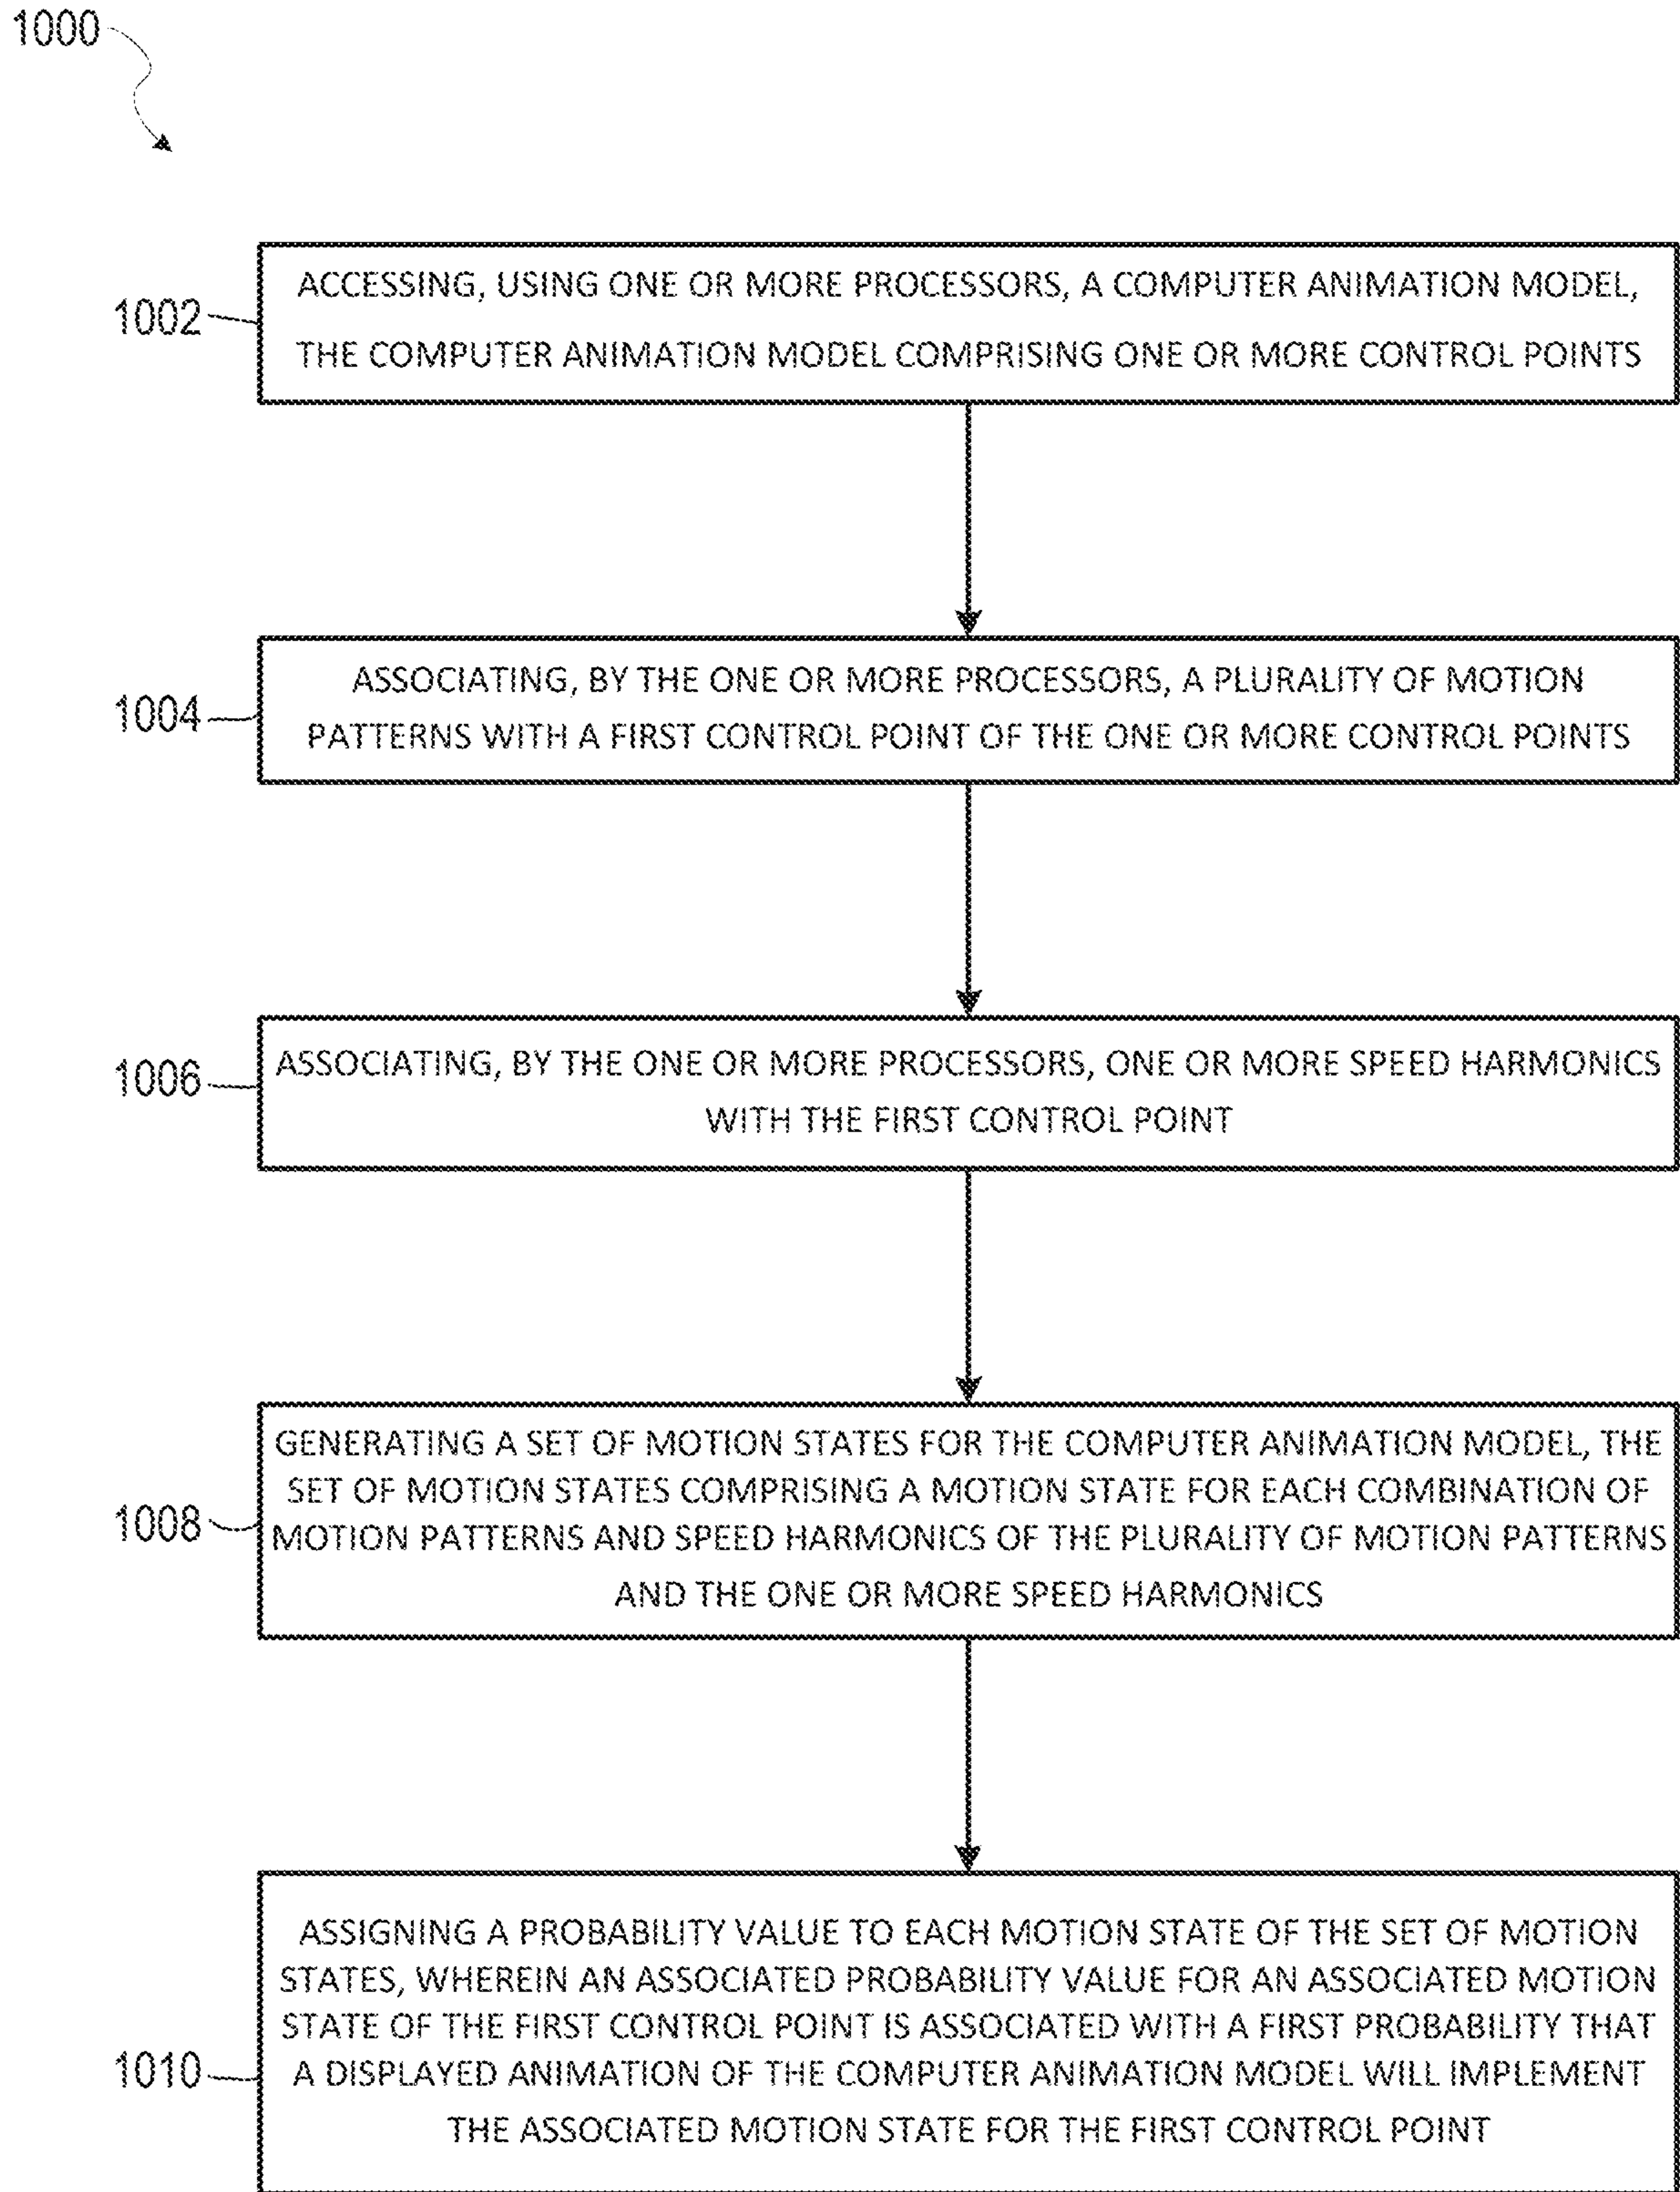 1000
1002
ACCESSING, USING ONE OR MORE PROCESSORS, A COMPUTER ANIMATION MODEL,
THE COMPUTER ANIMATION MODEL COMPRISING ONE OR MORE CONTROL POINTS
1004
ASSOCIATING, BY THE ONE OR MORE PROCESSORS, A PLURALITY OF MOTION
PATTERNS WITH A FIRST CONTROL POINT OF THE ONE OR MORE CONTROL POINTS
1006
ASSOCIATING, BY THE ONE OR MORE PROCESSORS, ONE OR MORE SPEED HARMONICS
WITH THE FIRST CONTROL POINT
1008
GENERATING A SET OF MOTION STATES FOR THE COMPUTER ANIMATION MODEL, THE
SET OF MOTION STATES COMPRISING A MOTION STATE FOR EACH COMBINATION OF
MOTION PATTERNS AND SPEED HARMONICS OF THE PLURALITY OF MOTION PATTERNS
AND THE ONE OR MORE SPEED HARMONICS
1010
ASSIGNING A PROBABILITY VALUE TO EACH MOTION STATE OF THE SET OF MOTION
STATES, WHEREIN AN ASSOCIATED PROBABILITY VALUE FOR AN ASSOCIATED MOTION
STATE OF THE FIRST CONTROL POINT IS ASSOCIATED WITH A FIRST PROBABILITY THAT
A DISPLAYED ANIMATION OF THE COMPUTER ANIMATION MODEL WILL IMPLEMENT
THE ASSOCIATED MOTION STATE FOR THE FIRST CONTROL POINT